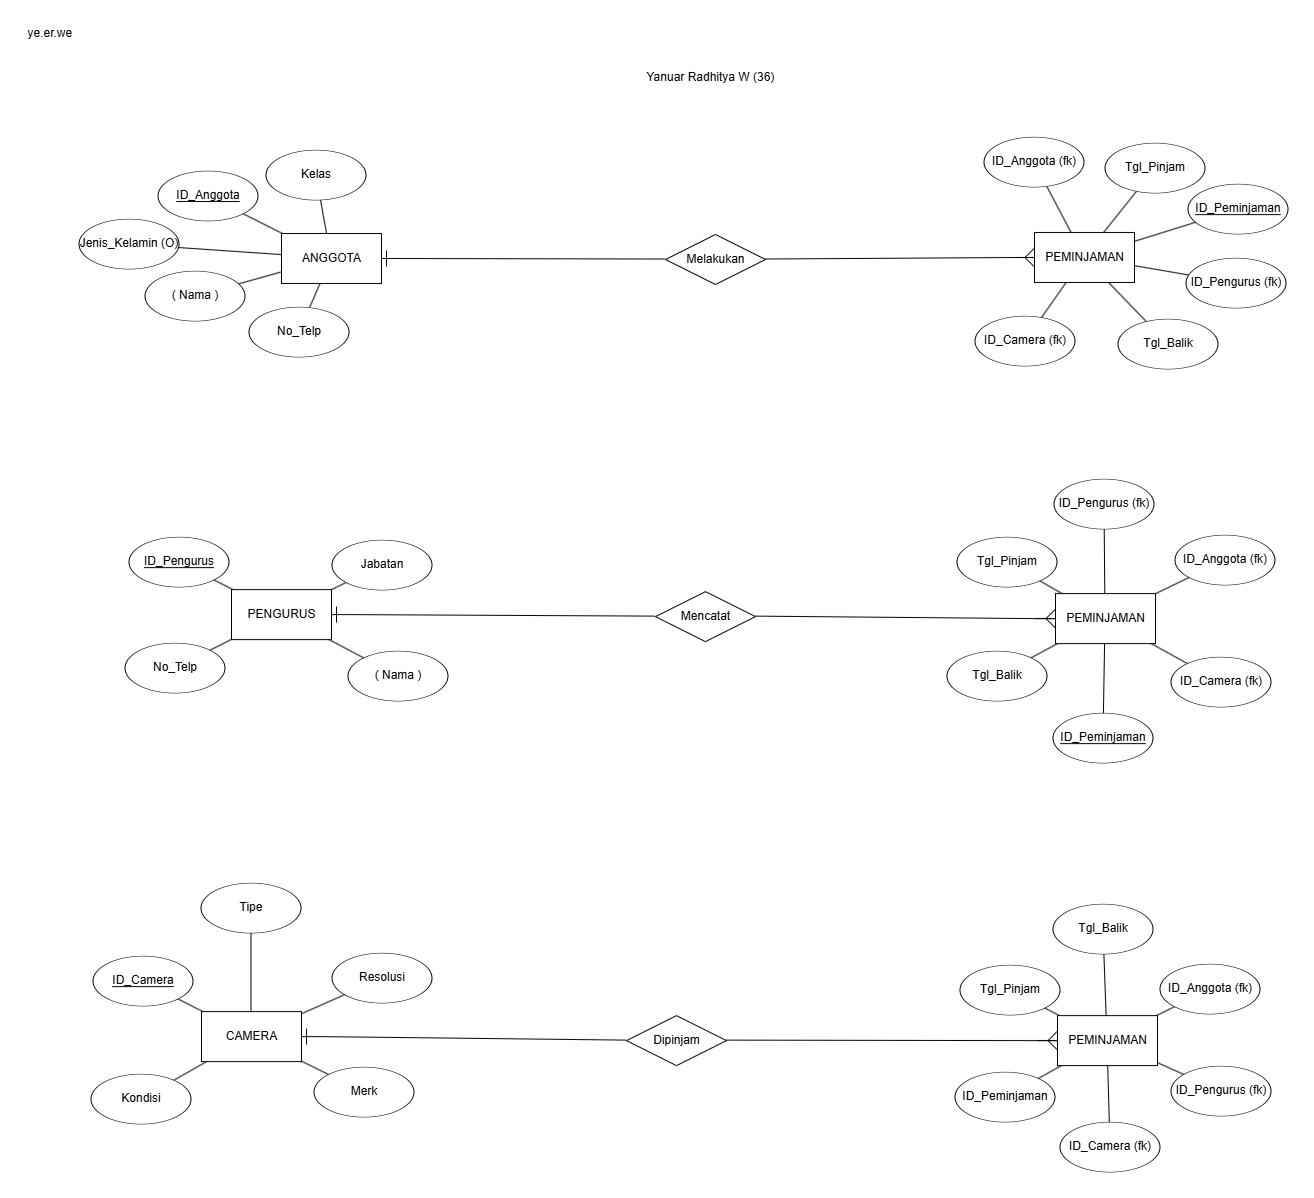 ye.er.we
Yanuar Radhitya W (36)
Kelas
ID_Anggota
Jenis_Kelamin (O)
ANGGOTA
( Nama )
No_Telp
Melakukan
ID_Anggota (fk)
Tgl_Pinjam
ID_Peminjaman
PEMINJAMAN
ID_Pengurus (fk)
ID_Camera (fk)
Tgl_Balik
ID_Pengurus
Jabatan
PENGURUS
No_Telp
( Nama )
Mencatat
ID_Pengurus (fk)
Tgl_Pinjam
ID_Anggota (fk)
PEMINJAMAN
Tgl_Balik
ID_Camera (fk)
ID_Peminjaman
Tipe
ID_Camera
Resolusi
CAMERA
Kondisi
Merk
Dipinjam
Tgl_Balik
Tgl_Pinjam
ID_Anggota (fk)
PEMINJAMAN
ID_Peminjaman
ID_Pengurus (fk)
ID_Camera (fk)